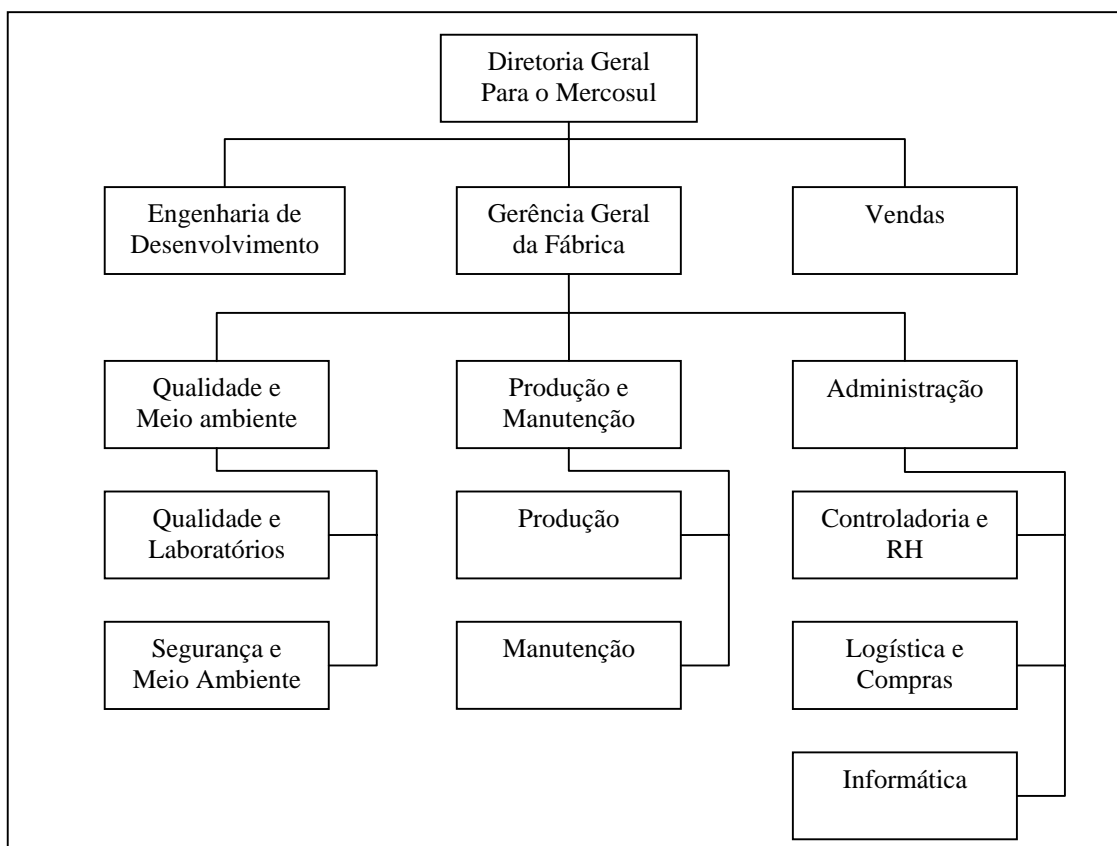 Diretoria Geral
Para o Mercosul
Engenharia de
Desenvolvimento
Gerência Geral
da Fábrica
Vendas
Qualidade e
Meio ambiente
Produção e
Manutenção
Administração
Qualidade e
Laboratórios
Produção
Controladoria e
RH
Segurança e
Meio Ambiente
Manutenção
Logística e
Compras
Informática